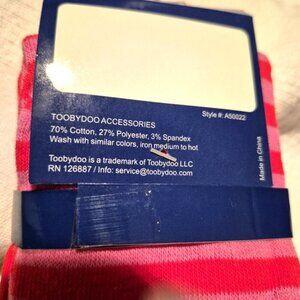 TOOBYDOO ACCESSORIES
Style #: A50022
70% Cotton, 27% Polyester, 3% Spandex
Wash with similar colors, iron medium to hot
Toobydoo is a trademark of Toobydoo LLC
RN 126887 / Info: service@toobydoo.com
Made in China